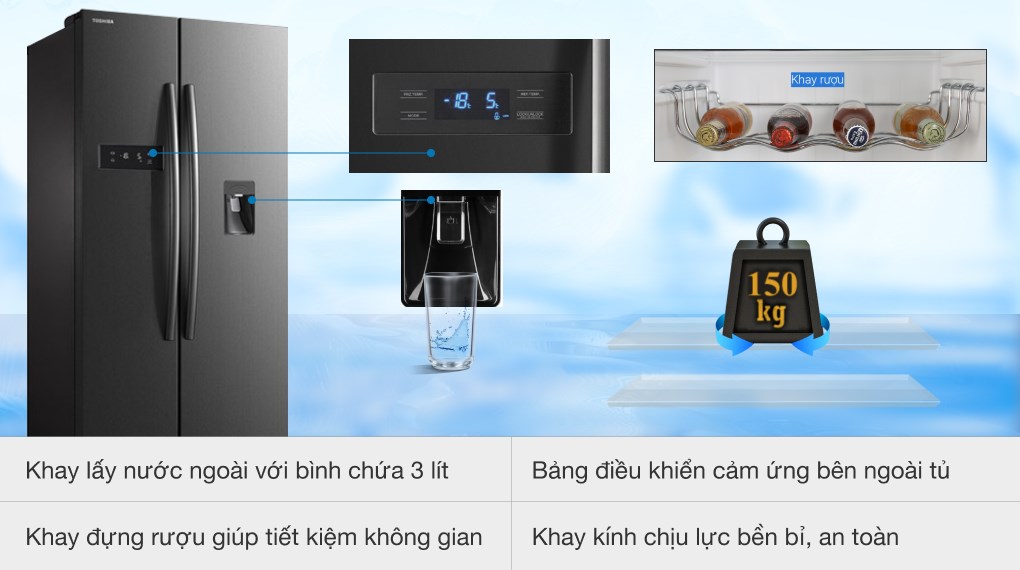 TOSHIBA
-18 5
Khay rượu
150
kg
Khay lấy nước ngoài với bình chứa 3 lít
Bảng điều khiển cảm ứng bên ngoài tủ
Khay đựng rượu giúp tiết kiệm không gian
Khay kính chịu lực bền bỉ, an toàn